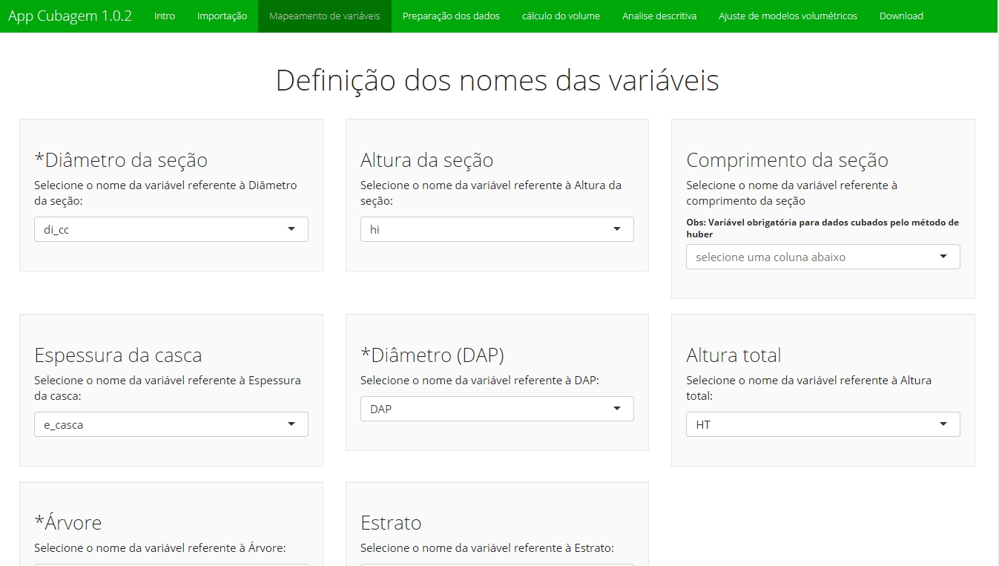 App Cubagem 1.0.2 Intro Importação Mapeamento de variáveis Preparação dos dados cálculo do volume Analise descritiva Ajuste de modelos volumétricos Download
Definição dos nomes das variáveis
*Diâmetro da seção
Selecione o nome da variável referente à Diâmetro
da seção:
di_cc
Altura da seção
Selecione o nome da variável referente à Altura da
seção:
hi
Comprimento da seção
Selecione o nome da variável referente à
comprimento da seção
Obs: Variável obrigatória para dados cubados pelo método de
huber
selecione uma coluna abaixo
Espessura da casca
Selecione o nome da variável referente à Espessura
da casca:
e_casca
*Diâmetro (DAP)
Selecione o nome da variável referente à DAP:
DAP
Altura total
Selecione o nome da variável referente à Altura
total:
HT
*Árvore
Selecione o nome da variável referente à Árvore:
Estrato
Selecione o nome da variável referente à Estrato: